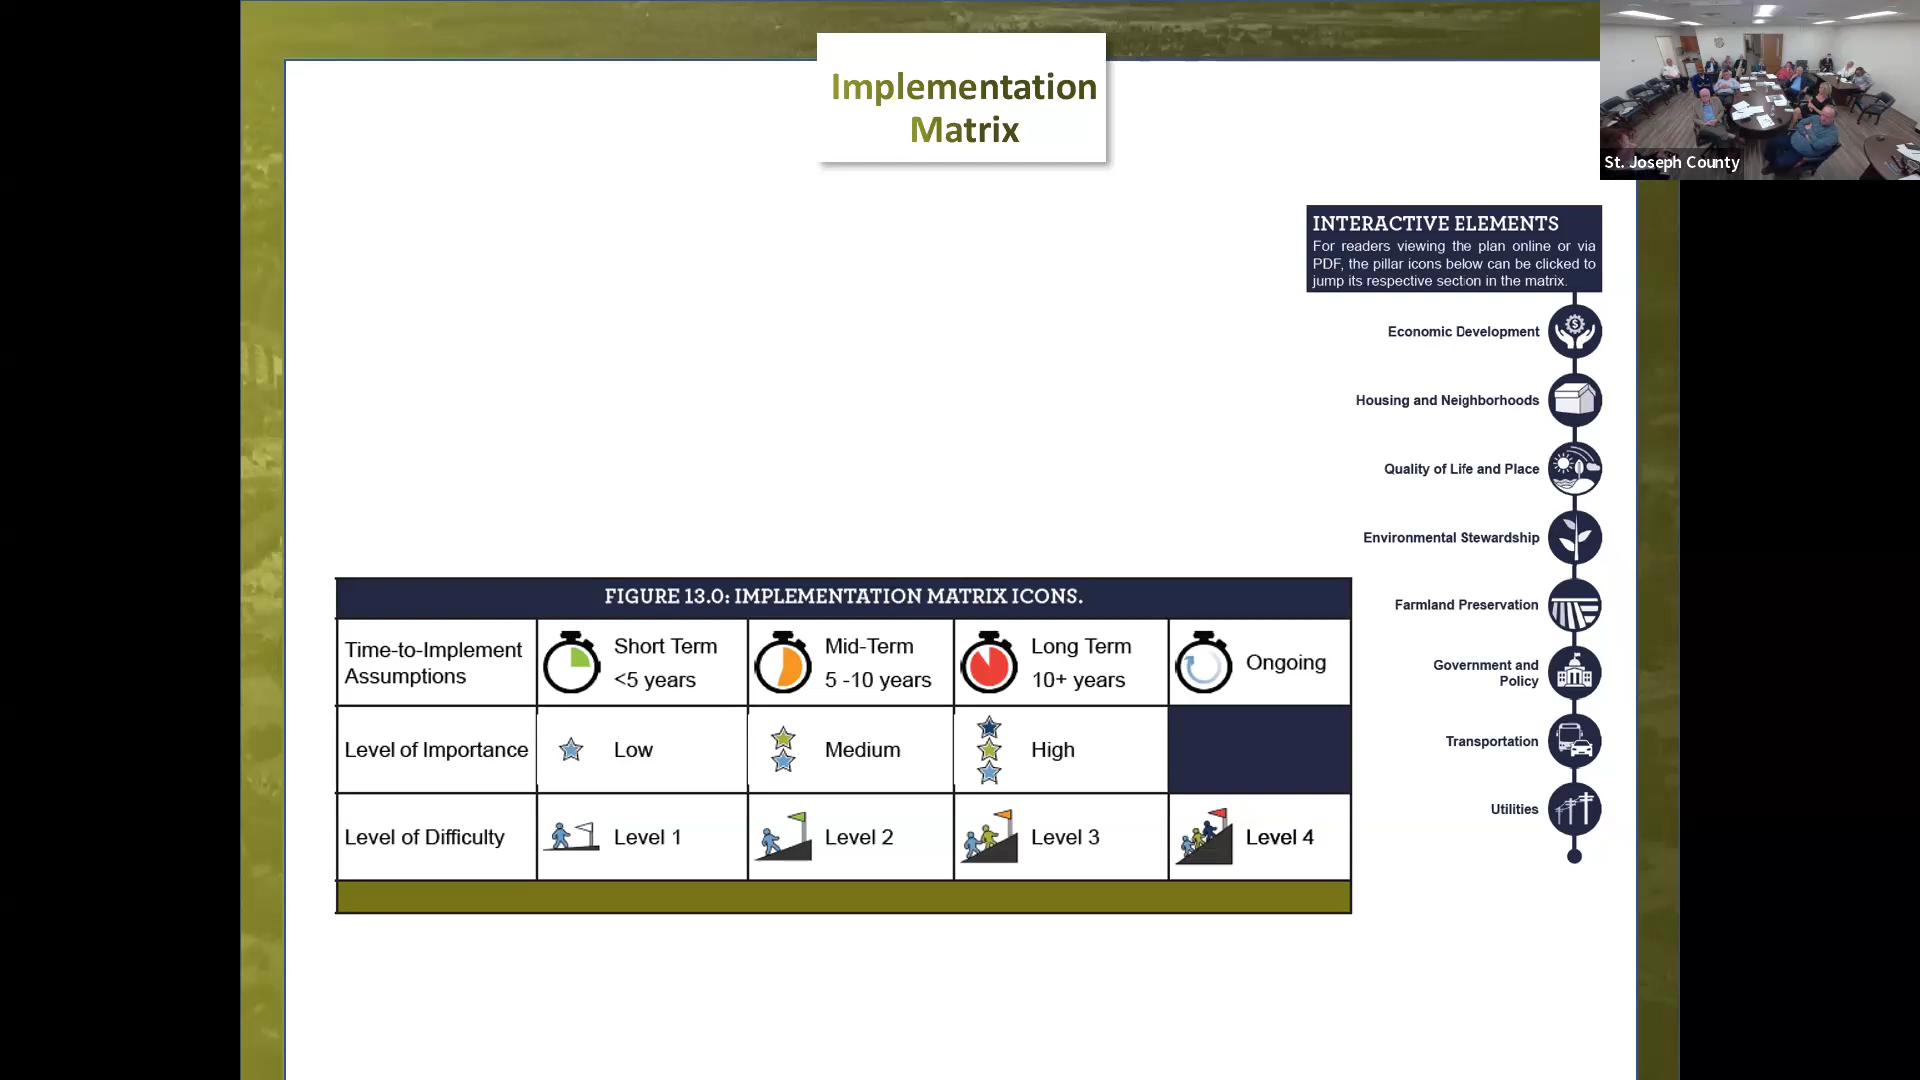 Implementation
Matrix
St. Joseph County
INTERACTIVE ELEMENTS
For readers viewing the plan online or via
PDF, the pillar icons below can be clicked to
jump its respective section in the matrix.
Economic Development
Housing and Neighborhoods
Quality of Life and Place
Environmental Stewardship
Farmland Preservation
Government and
Policy
Transportation
Utilities
FIGURE 13.0: IMPLEMENTATION MATRIX ICONS.
Time-to-Implement
Assumptions
Short Term
<5 years
Mid-Term
5 -10 years
Long Term
10+ years
Ongoing
Level of Importance
Low
Medium
High
Level of Difficulty
Level 1
Level 2
Level 3
Level 4